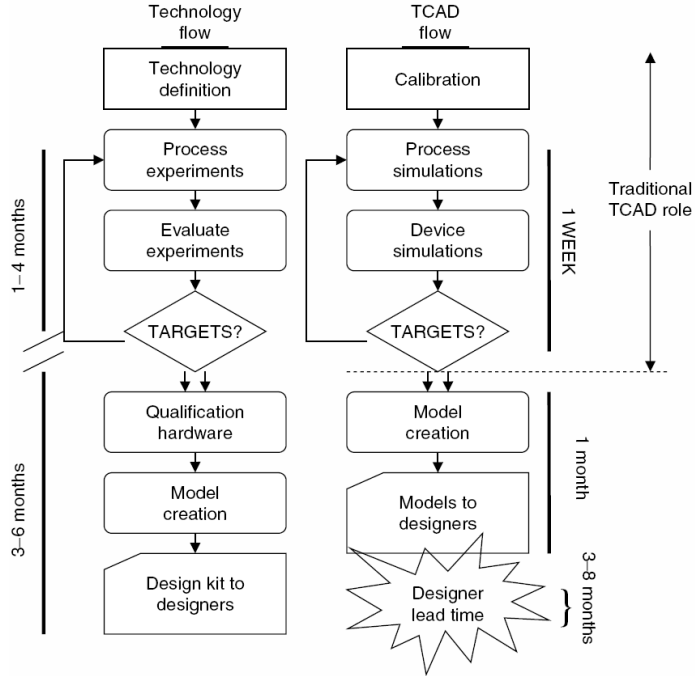 Technology
flow
Technology
definition
Process
experiments
Evaluate
experiments
TARGETS?
Qualification
hardware
Model
creation
Design kit to
designers
1–4 months
3–6 months
TCAD
flow
Calibration
Process
simulations
Device
simulations
TARGETS?
Model
creation
Models to
designers
Designer
lead time
1 WEEK
1 month
3–8 months
Traditional
TCAD role